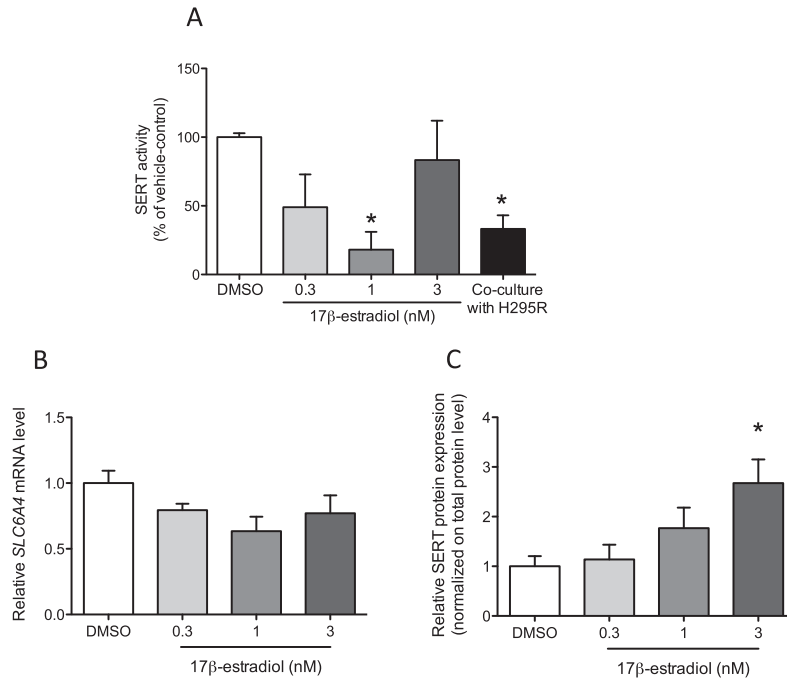 A
SERT activity
(% of vehicle-control)
150
100
50
0
*
*
DMSO
0.3
1
3
Co-culture
with H295R
17β-estradiol (nM)
B
Relative SLC6A4 mRNA level
1.5
1.0
0.5
0.0
DMSO
0.3
1
3
17β-estradiol (nM)
C
Relative SERT protein expression
(normalized on total protein level)
4
3
2
1
0
*
DMSO
0.3
1
3
17β-estradiol (nM)